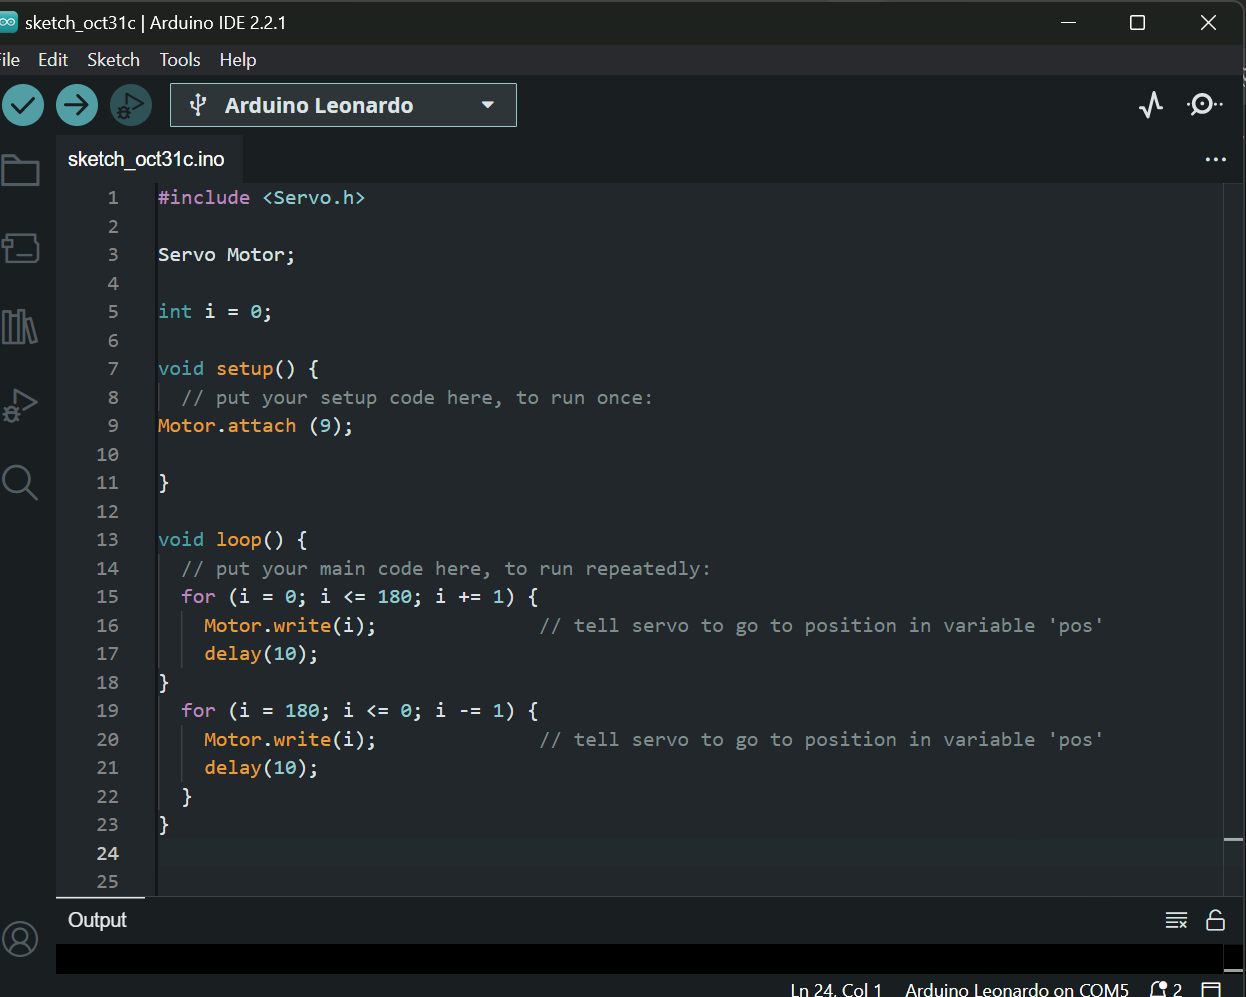 sketch_oct31c | Arduino IDE 2.2.1
ile Edit Sketch Tools Help
Arduino Leonardo
sketch_oct31c.ino
1 #include <Servo.h>
2
3 Servo Motor;
4
5 int i = 0;
6
7 void setup() {
8 // put your setup code here, to run once:
9 Motor.attach (9);
10
11 }
12
13 void loop() {
14 // put your main code here, to run repeatedly:
15 for (i = 0; i <= 180; i += 1) {
16 Motor.write(i); // tell servo to go to position in variable 'pos'
17 delay(10);
18 }
19 for (i = 180; i <= 0; i -= 1) {
20 Motor.write(i); // tell servo to go to position in variable 'pos'
21 delay(10);
22 }
23 }
24
25
Output
Ln 24, Col 1 Arduino Leonardo on COM5 2